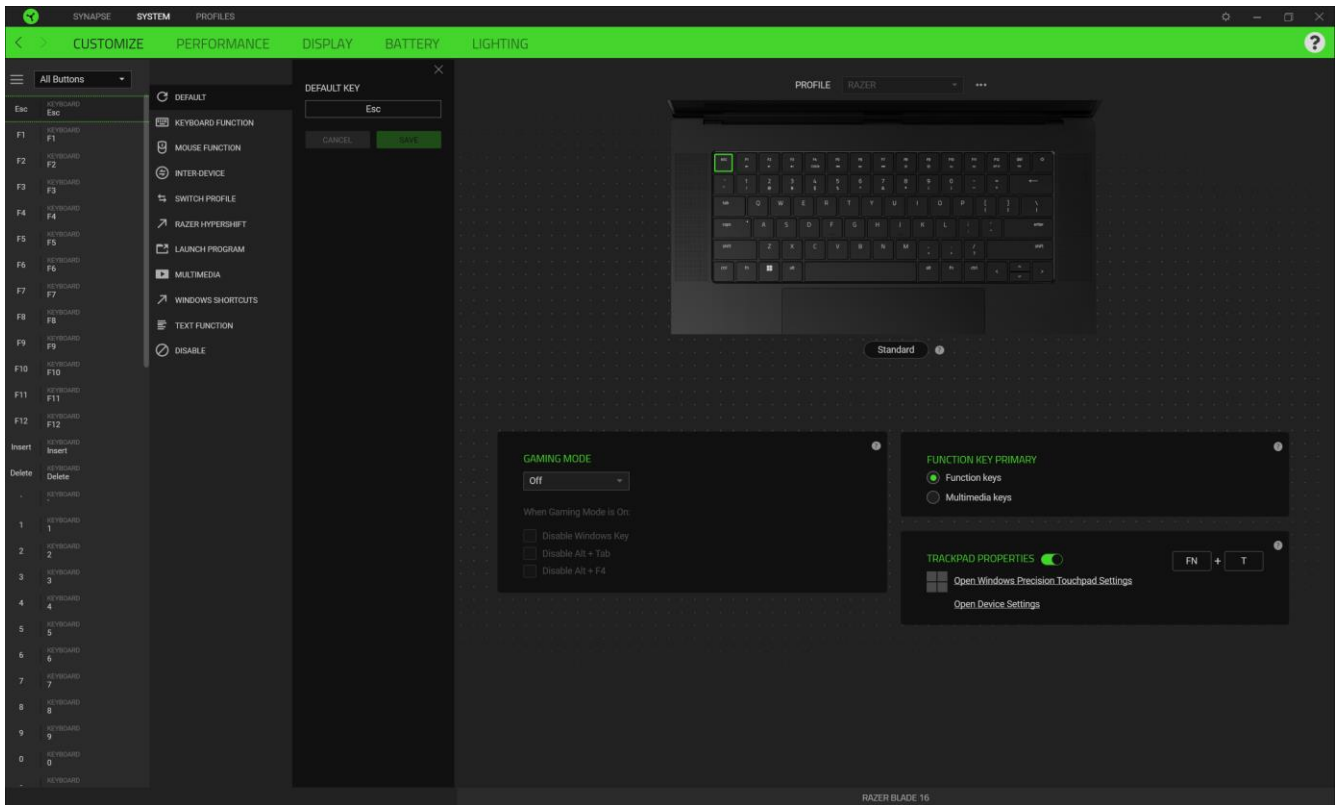 SYNAPSE SYSTEM PROFILES
CUSTOMIZE PERFORMANCE DISPLAY BATTERY LIGHTING ?
All Buttons
Esc KEYBOARD Esc
F1 KEYBOARD F1
F2 KEYBOARD F2
F3 KEYBOARD F3
F4 KEYBOARD F4
F5 KEYBOARD F5
F6 KEYBOARD F6
F7 KEYBOARD F7
F8 KEYBOARD F8
F9 KEYBOARD F9
F10 KEYBOARD F10
F11 KEYBOARD F11
F12 KEYBOARD F12
Insert KEYBOARD Insert
Delete KEYBOARD Delete
` KEYBOARD `
1 KEYBOARD 1
2 KEYBOARD 2
3 KEYBOARD 3
4 KEYBOARD 4
5 KEYBOARD 5
6 KEYBOARD 6
7 KEYBOARD 7
8 KEYBOARD 8
9 KEYBOARD 9
0 KEYBOARD 0
KEYBOARD
DEFAULT
KEYBOARD FUNCTION
MOUSE FUNCTION
INTER-DEVICE
SWITCH PROFILE
RAZER HYPERSHIFT
LAUNCH PROGRAM
MULTIMEDIA
WINDOWS SHORTCUTS
TEXT FUNCTION
DISABLE
DEFAULT KEY
Esc
CANCEL SAVE
PROFILE RAZER
Q W E R T Y U I O P
A S D F G H J K L
Z X C V B N M
Standard ?
GAMING MODE ?
Off
When Gaming Mode is On:
Disable Windows Key
Disable Alt + Tab
Disable Alt + F4
FUNCTION KEY PRIMARY ?
Function keys
Multimedia keys
TRACKPAD PROPERTIES FN + T ?
Open Windows Precision Touchpad Settings
Open Device Settings
RAZER BLADE 16